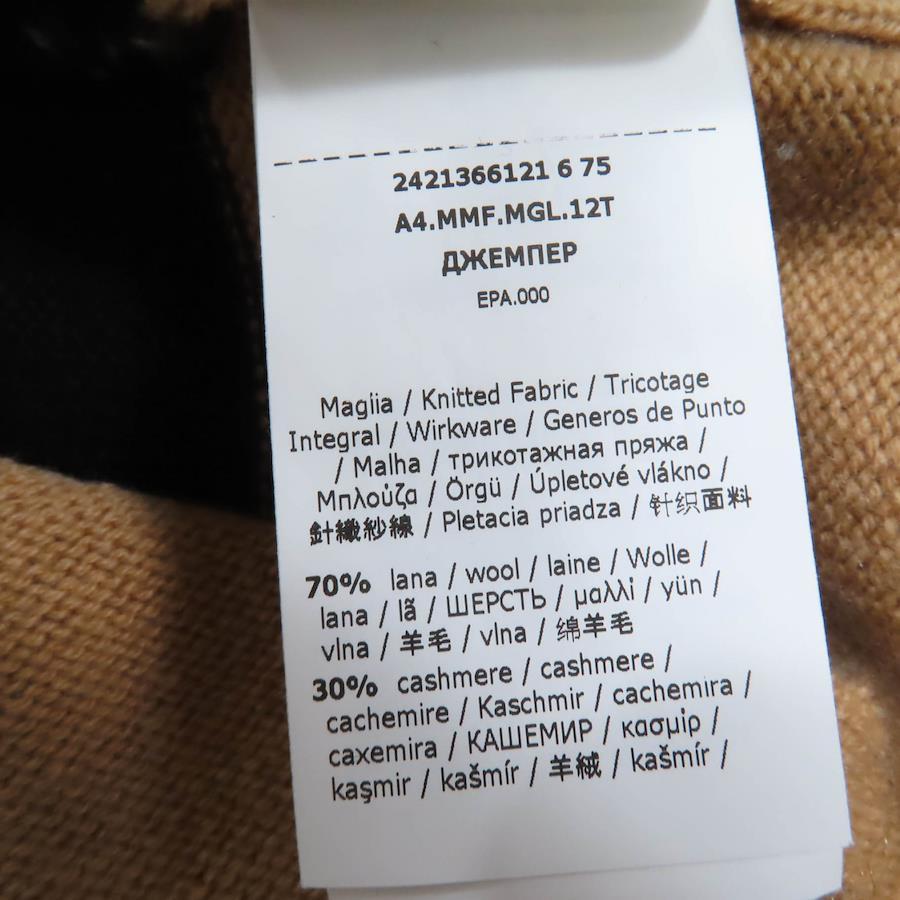 2421366121 6 75
A4.MMF.MGL.12T
ДЖЕМПЕР
EPA.000
Magiia / Knitted Fabric / Tricotage
Integral / Wirkware / Generos de Punto
/ Malha / трикотажная пряжа /
Μπλούζα / Örgü / Úpletové vlákno /
針織紗線 / Pletacia priadza / 针织面料
70% lana / wool / laine / Wolle /
lana / lã / ШЕРСТЬ / μαλλί / yün /
vlna / 羊毛 / vlna / 绵羊毛
30% cashmere / cashmere /
cachemire / Kaschmir / cachemira /
caxemira / КАШЕМИР / κασμίρ /
kaşmir / kašmír / 羊絨 / kašmír /